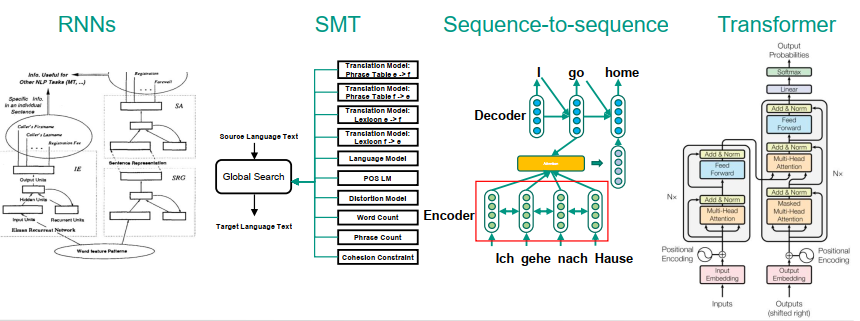 RNNs
SMT
Sequence-to-sequence
Transformer
Info. Useful for
Other NLP Tasks (MT, ...)
Specific Info.
in an individual
Sentence
Caller's Firstname
Caller's Lastname
Registration Fee
IE
Output Units
Hidden Units
Input Units
Recurrent Units
Elman Recurrent Network
Registration
Farewell
SA
Sentence Representation
SRG
Word feature Patterns
Source Language Text
Global Search
Target Language Text
Translation Model:
Phrase Table e -> f
Translation Model:
Phrase Table f -> e
Translation Model:
Lexicon e -> f
Translation Model:
Lexicon f -> e
Language Model
POS LM
Distortion Model
Word Count
Phrase Count
Cohesion Constraint
I go home
Decoder
Encoder
Ich gehe nach Hause
Output
Probabilities
Softmax
Linear
Add & Norm
Feed
Forward
Add & Norm
Multi-Head
Attention
Add & Norm
Masked
Multi-Head
Attention
N×
Add & Norm
Feed
Forward
Add & Norm
Multi-Head
Attention
N×
Positional
Encoding
Positional
Encoding
Input
Embedding
Output
Embedding
Inputs
Outputs
(shifted right)